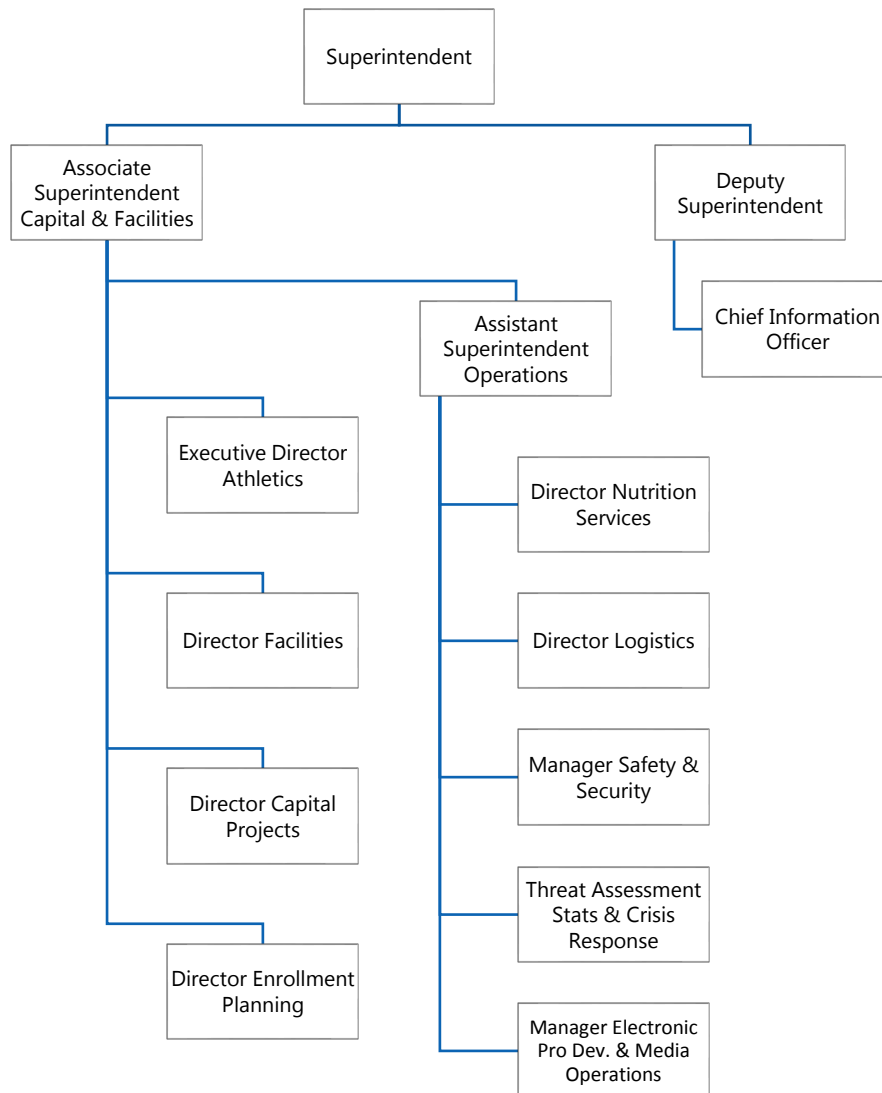 Superintendent
Associate
Superintendent
Capital & Facilities
Deputy
Superintendent
Chief Information
Officer
Assistant
Superintendent
Operations
Executive Director
Athletics
Director Facilities
Director Capital
Projects
Director Enrollment
Planning
Director Nutrition
Services
Director Logistics
Manager Safety &
Security
Threat Assessment
Stats & Crisis
Response
Manager Electronic
Pro Dev. & Media
Operations